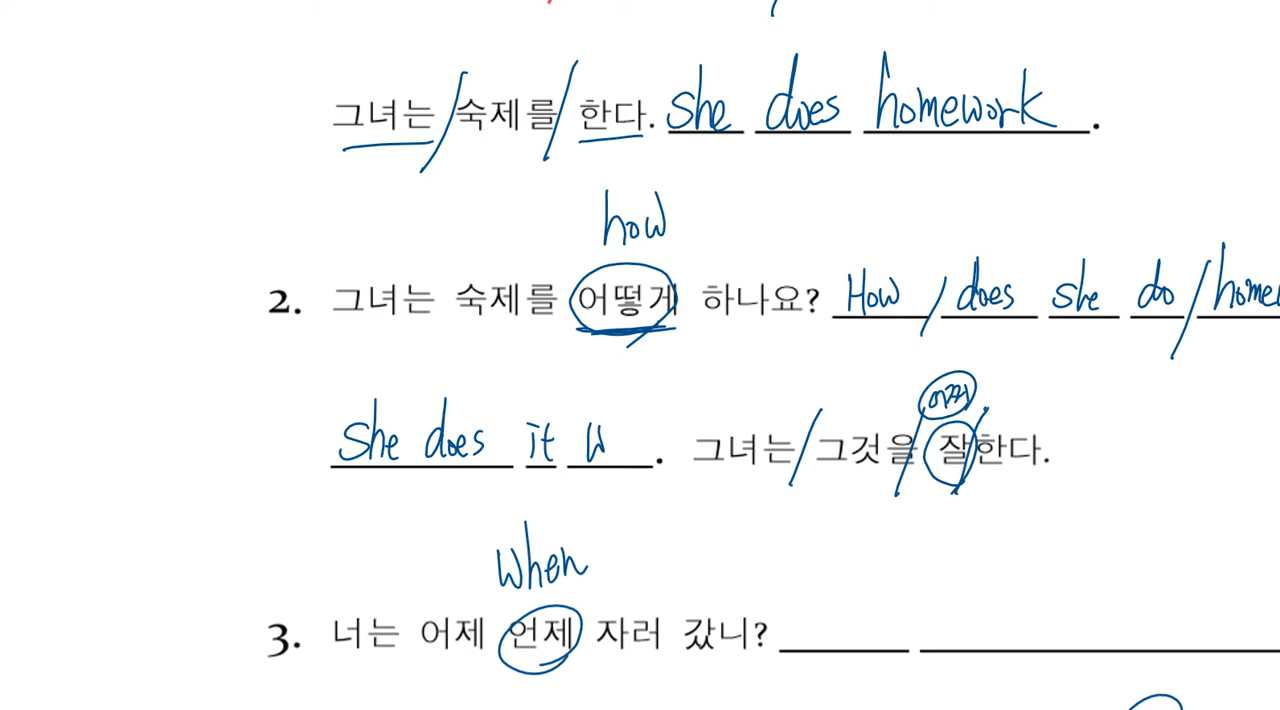 그녀는 / 숙제를 / 한다. she does homework.
how
2. 그녀는 숙제를 어떻게 하나요? How / does she do / homew
어찌
She does it w. 그녀는 / 그것을 / 잘 / 한다.
when
3. 너는 어제 언제 자러 갔니?